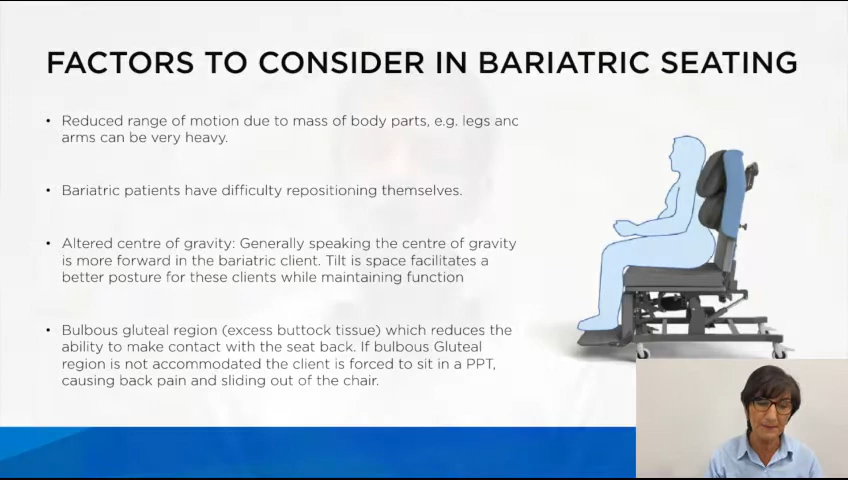 FACTORS TO CONSIDER IN BARIATRIC SEATING
• Reduced range of motion due to mass of body parts, e.g. legs and
arms can be very heavy.
• Bariatric patients have difficulty repositioning themselves.
• Altered centre of gravity: Generally speaking the centre of gravity
is more forward in the bariatric client. Tilt is space facilitates a
better posture for these clients while maintaining function
• Bulbous gluteal region (excess buttock tissue) which reduces the
ability to make contact with the seat back. If bulbous Gluteal
region is not accommodated the client is forced to sit in a PPT,
causing back pain and sliding out of the chair.